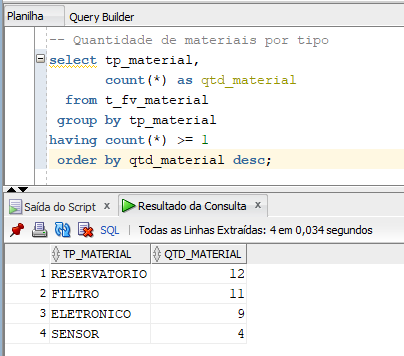 Planilha Query Builder
-- Quantidade de materiais por tipo
select tp_material,
count(*) as qtd_material
from t_fv_material
group by tp_material
having count(*) >= 1
order by qtd_material desc;
Saída do Script x Resultado da Consulta x
SQL | Todas as Linhas Extraídas: 4 em 0,034 segundos
TP_MATERIAL QTD_MATERIAL
1 RESERVATORIO 12
2 FILTRO 11
3 ELETRONICO 9
4 SENSOR 4